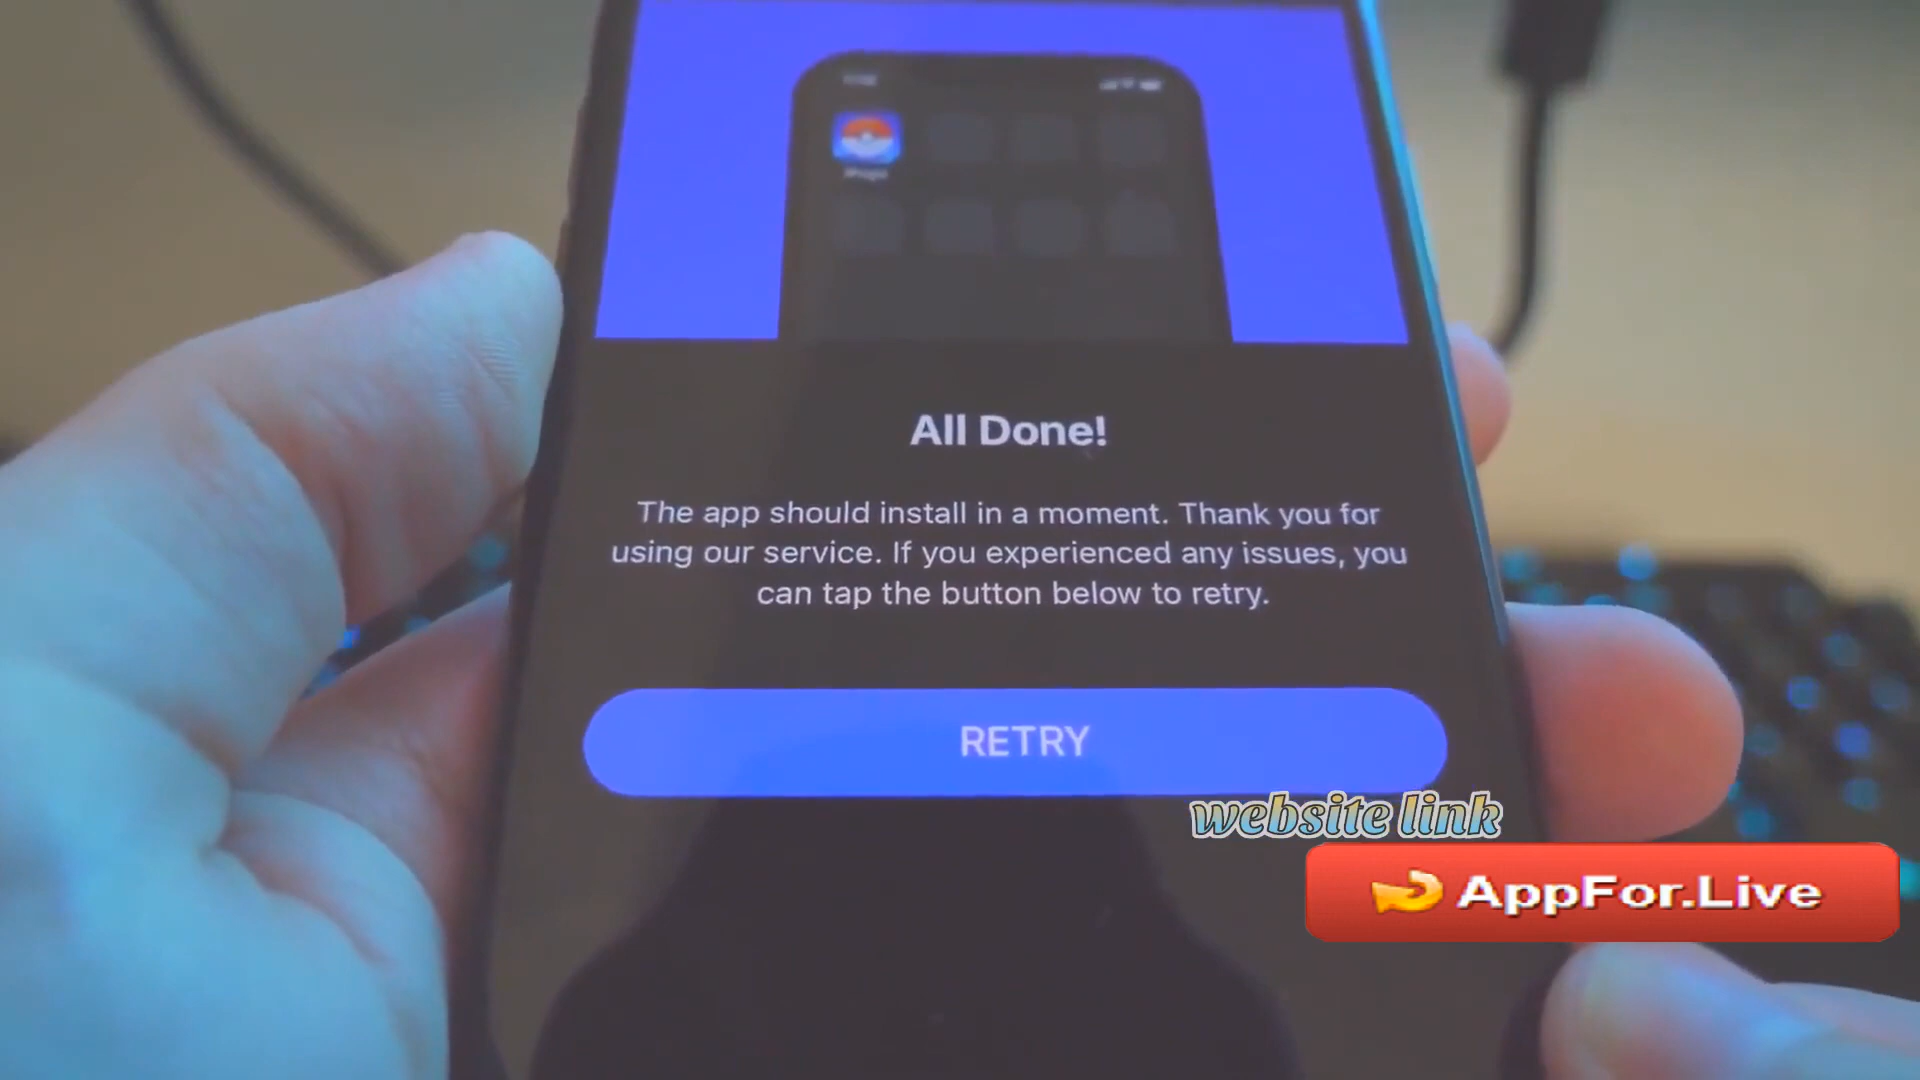 All Done!
The app should install in a moment. Thank you for
using our service. If you experienced any issues, you
can tap the button below to retry.
RETRY
website link
AppFor.Live